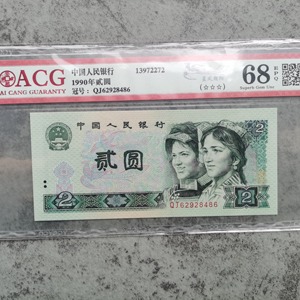 ACG
AI CANG GUARANTY
中国人民银行
1990年贰圆
冠号: QJ62928486
13972272
(☆☆☆)
68 EPQ
Superb Gem Unc
中国人民银行
贰圆
2
2
QJ62928486